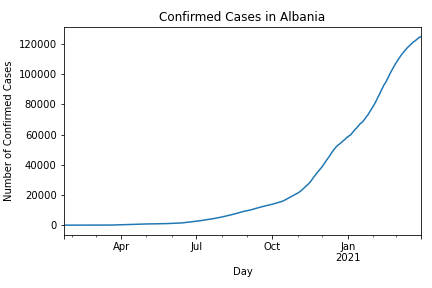 Confirmed Cases in Albania
120000
100000
80000
60000
40000
20000
0
Number of Confirmed Cases
Apr Jul Oct Jan
2021
Day